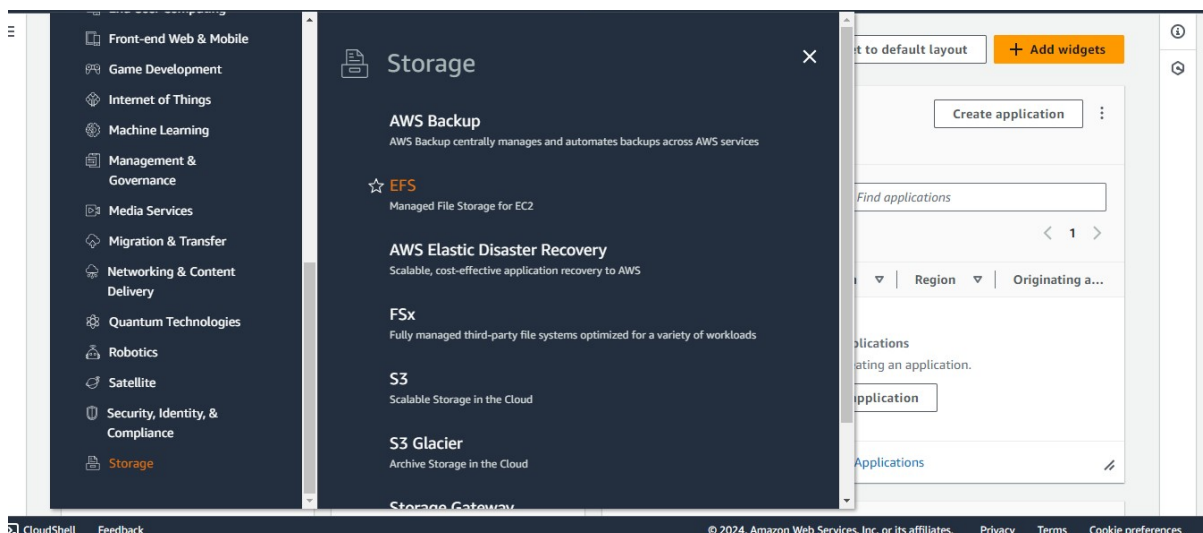 Front-end Web & Mobile
Game Development
Internet of Things
Machine Learning
Management &
Governance
Media Services
Migration & Transfer
Networking & Content
Delivery
Quantum Technologies
Robotics
Satellite
Security, Identity, &
Compliance
Storage
Storage
AWS Backup
AWS Backup centrally manages and automates backups across AWS services
EFS
Managed File Storage for EC2
AWS Elastic Disaster Recovery
Scalable, cost-effective application recovery to AWS
FSx
Fully managed third-party file systems optimized for a variety of workloads
S3
Scalable Storage in the Cloud
S3 Glacier
Archive Storage in the Cloud
Storage Gateway
to default layout
+ Add widgets
Create application
Find applications
1
Region
Originating a...
an application.
Applications
CloudShell
Feedback
© 2024, Amazon Web Services, Inc. or its affiliates.
Privacy
Terms
Cookie preferences